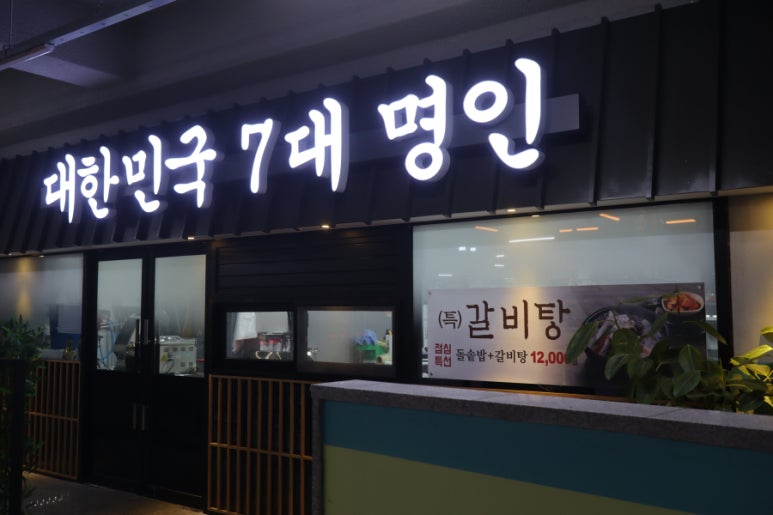 대한민국 7대 명인
(특)갈비탕
점심
특선
돌솥밥+갈비탕 12,000